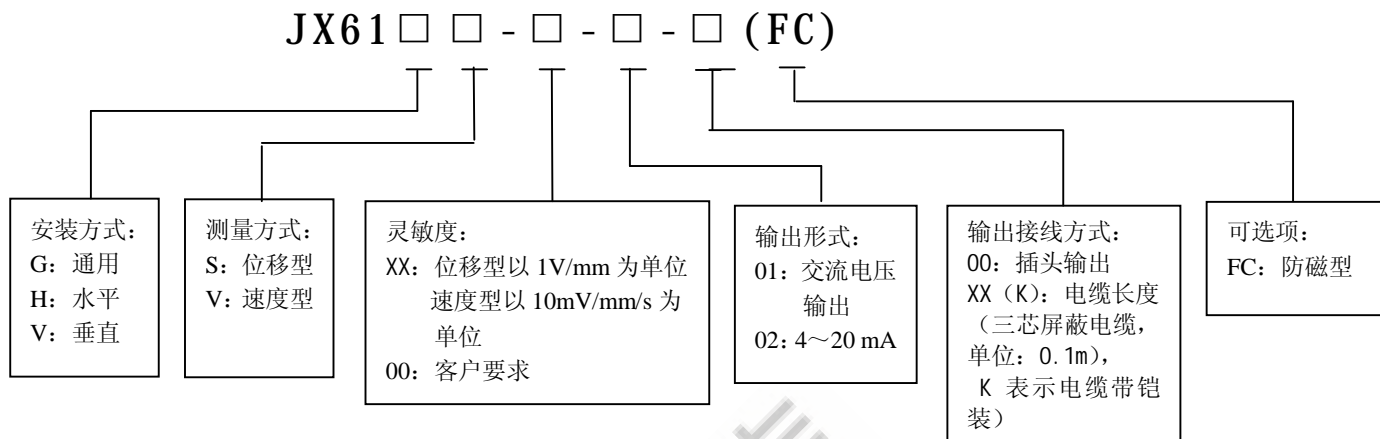 JX61□ □ - □ - □ - □ (FC)
安装方式：
G：通用
H：水平
V：垂直
测量方式：
S：位移型
V：速度型
灵敏度：
XX：位移型以 1V/mm 为单位
速度型以 10mV/mm/s 为
单位
00：客户要求
输出形式：
01：交流电压
输出
02：4～20 mA
输出接线方式：
00：插头输出
XX（K）：电缆长度
（三芯屏蔽电缆，
单位：0.1m），
K 表示电缆带铠
装）
可选项：
FC：防磁型